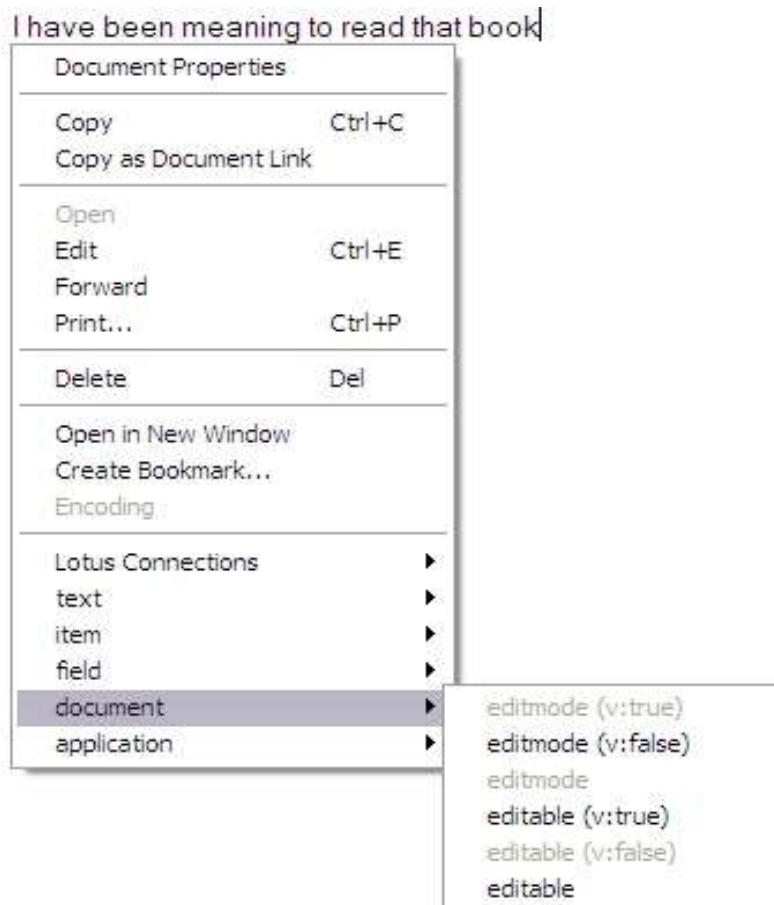 I have been meaning to read that book
Document Properties
Copy Ctrl+C
Copy as Document Link
Open
Edit Ctrl+E
Forward
Print... Ctrl+P
Delete Del
Open in New Window
Create Bookmark...
Encoding
Lotus Connections
text
item
field
document
application
editmode (v:true)
editmode (v:false)
editmode
editable (v:true)
editable (v:false)
editable